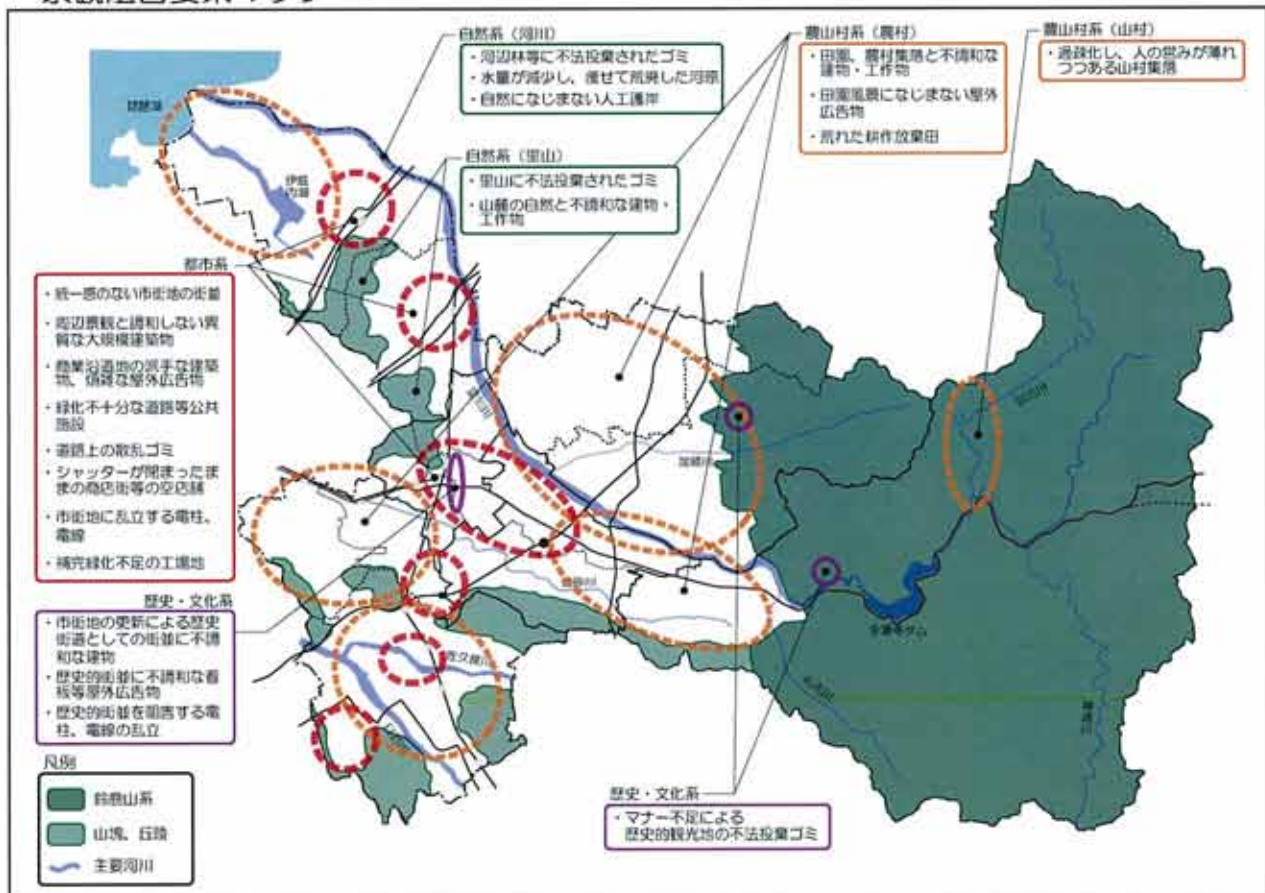 自然系（河川）
・河辺林等に不法投棄されたゴミ
・水量が減少し、痩せて荒廃した河原
・自然になじまない人工護岸
農山村系（農村）
・田園、農村集落と不調和な
建物・工作物
・田園風景になじまない屋外
広告物
・荒れた耕作放棄田
農山村系（山村）
・過疎化し、人の営みが薄れ
つつある山村集落
琵琶湖
伊庭
内湖
自然系（里山）
・里山に不法投棄されたゴミ
・山麓の自然と不調和な建物・
工作物
都市系
・統一感のない市街地の街並
・周辺景観と調和しない異
質な大規模建築物
・商業沿道地の派手な建築
物、煩雑な屋外広告物
・緑化不十分な道路等公共
施設
・道路上の散乱ゴミ
・シャッターが閉まったま
まの商店街等の空店舗
・市街地に乱立する電柱、
電線
・補完緑化不足の工場地
愛知川
加領川
佐久良川
永源寺ダム
神崎川
歴史・文化系
・市街地の更新による歴史
街道としての街並に不調
和な建物
・歴史的街並に不調和な看
板等屋外広告物
・歴史的街並を阻害する電
柱、電線の乱立
歴史・文化系
・マナー不足による
歴史的観光地の不法投棄ゴミ
凡例
鈴鹿山系
山塊、丘陵
主要河川